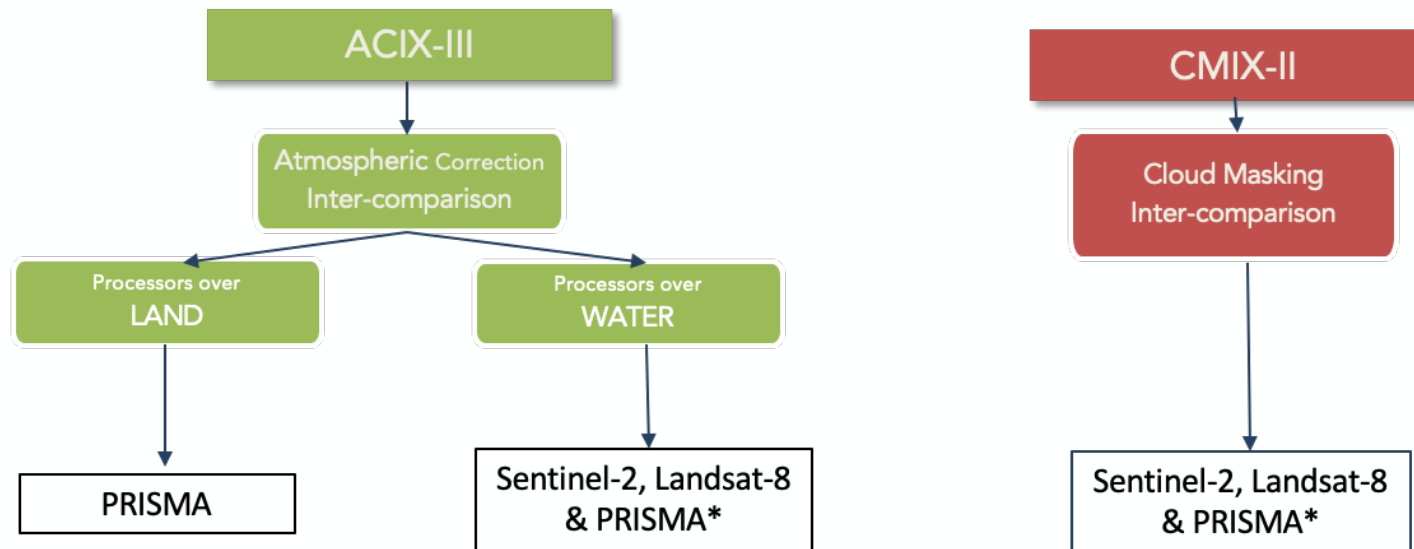 ACIX-III
CMIX-II
Atmospheric Correction
Inter-comparison
Cloud Masking
Inter-comparison
Processors over
LAND
Processors over
WATER
PRISMA
Sentinel-2, Landsat-8
& PRISMA*
Sentinel-2, Landsat-8
& PRISMA*